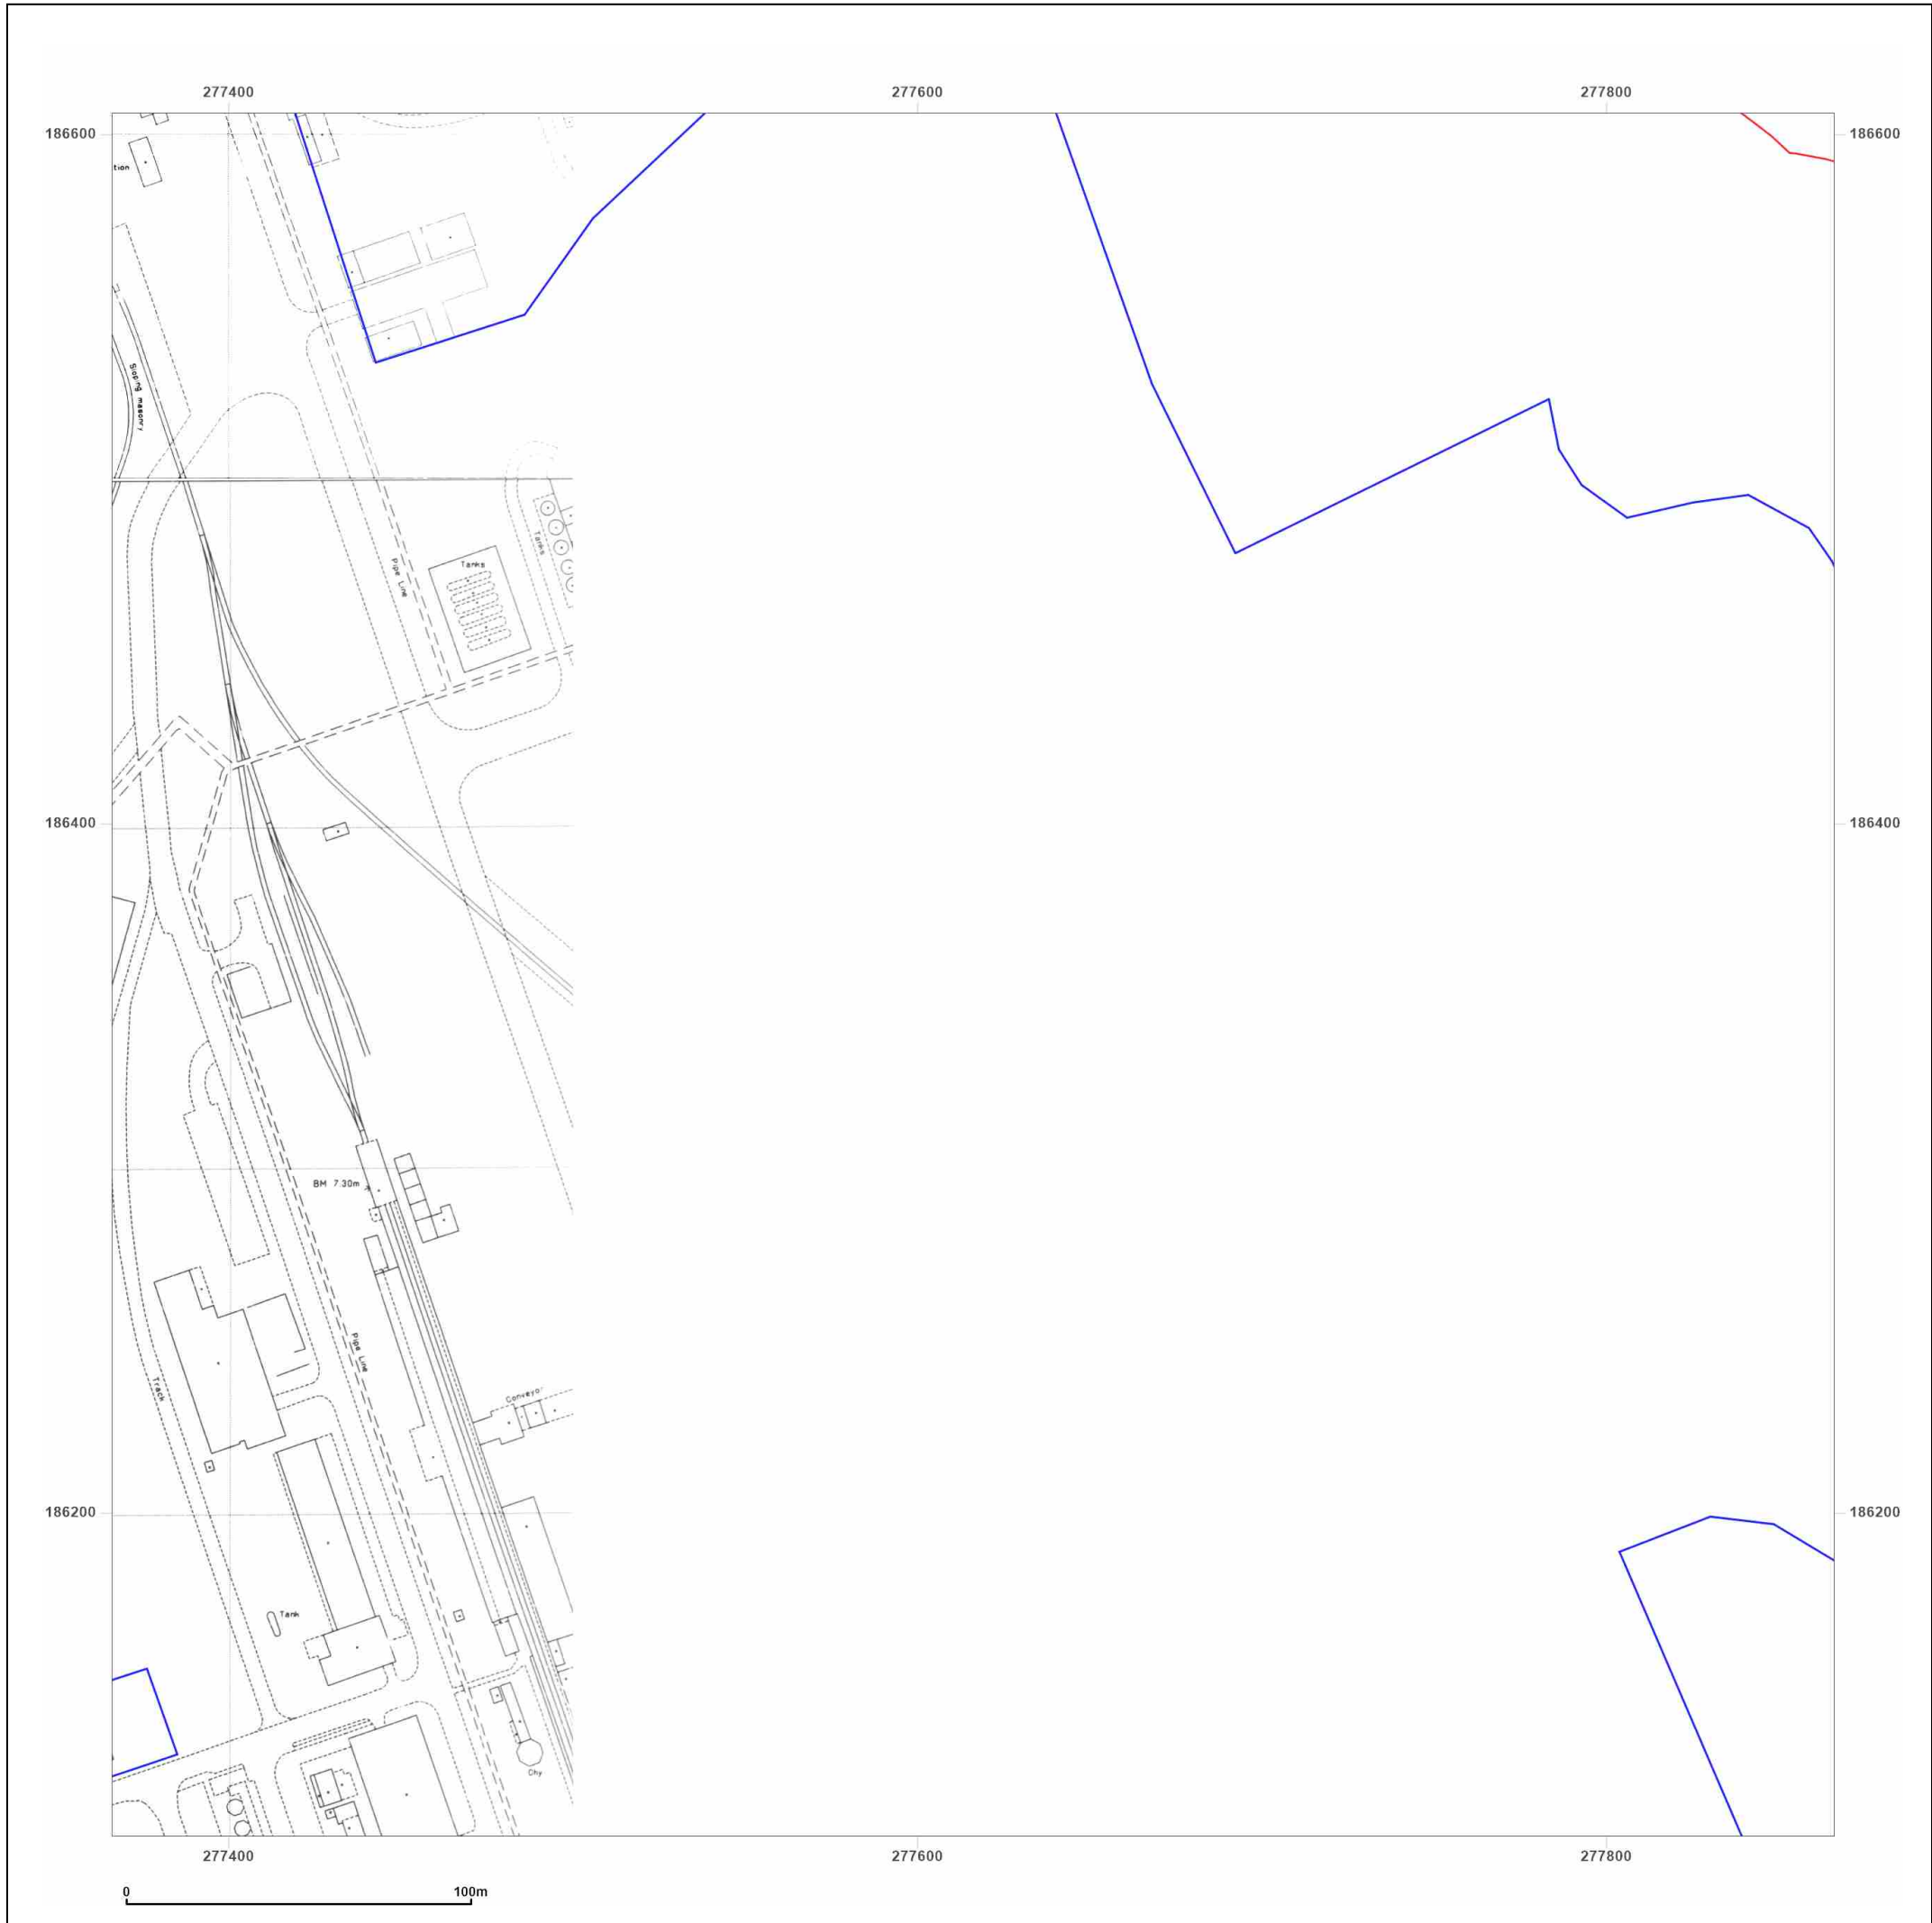 277400 277600 277800
186600 186600
tion
Sloping masonry
Tanks
Tanks
Pipe Line
186400 186400
BM 7.30m
Pipe Line
Track
Conveyor
186200 186200
Tank
Chy
277400 277600 277800
0 100m